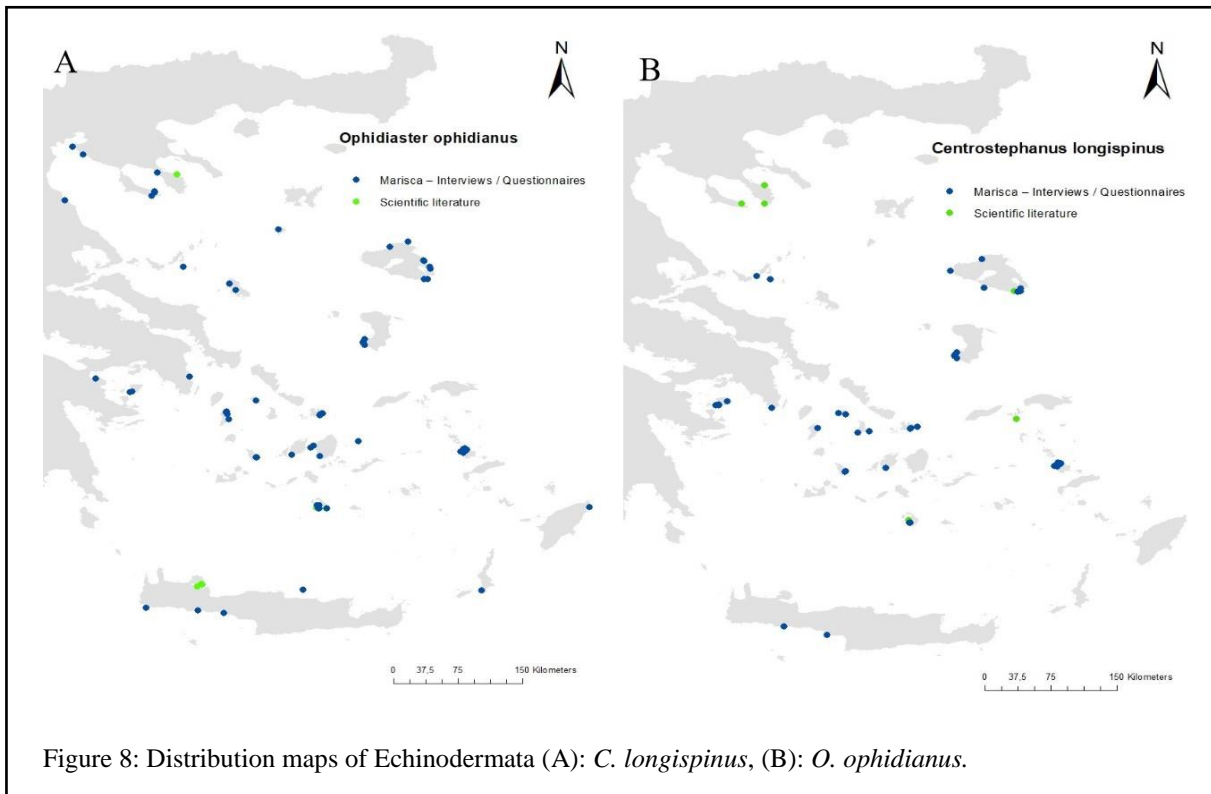 A
N
Ophidiaster ophidianus
Marisca – Interviews / Questionnaires
Scientific literature
0 37,5 75 150 Kilometers
B
N
Centrostephanus longispinus
Marisca – Interviews / Questionnaires
Scientific literature
0 37,5 75 150 Kilometers
Figure 8: Distribution maps of Echinodermata (A): C. longispinus, (B): O. ophidianus.